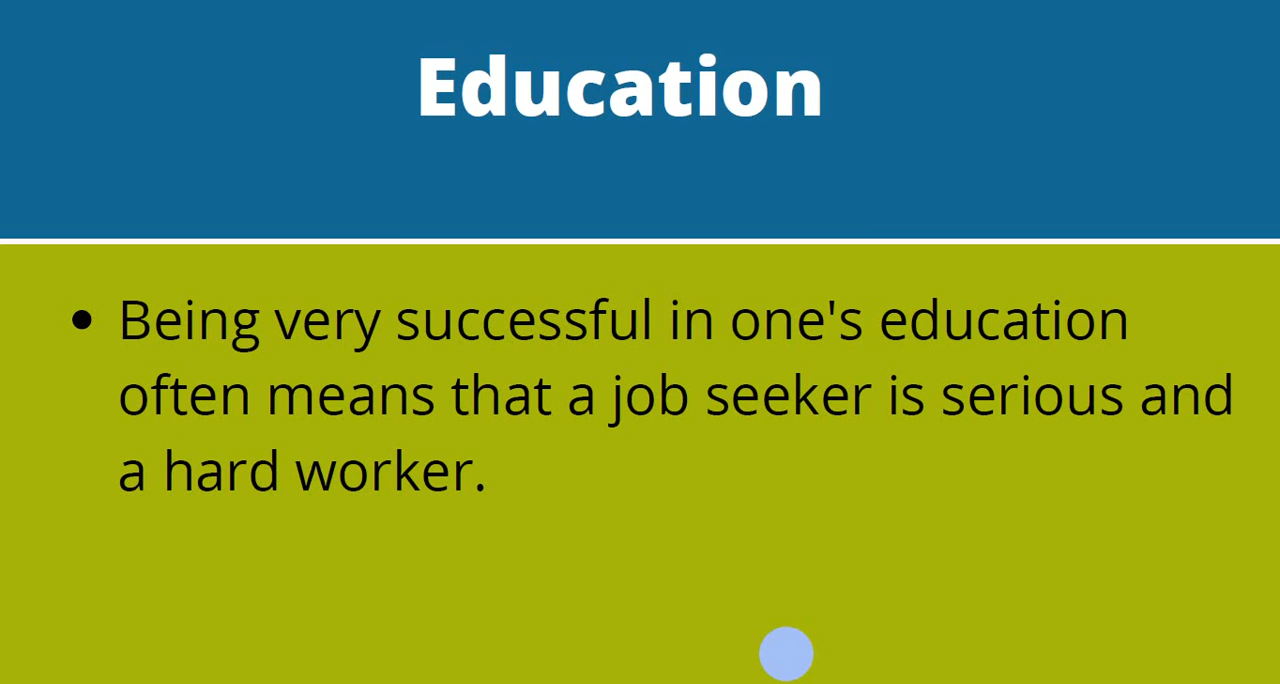 Education
• Being very successful in one's education
often means that a job seeker is serious and
a hard worker.